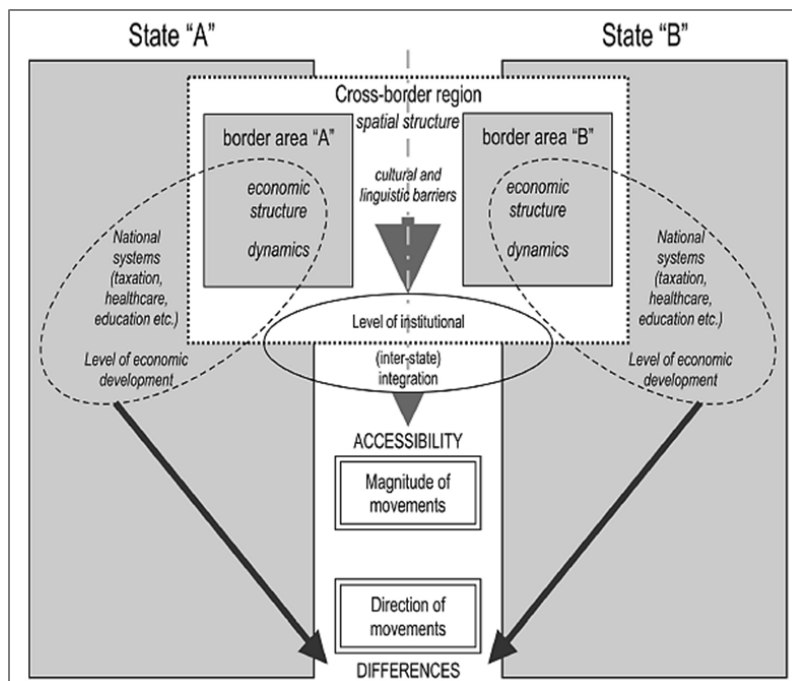 State “A”
State “B”
Cross-border region
spatial structure
border area “A”
border area “B”
cultural and
linguistic barriers
economic
structure
dynamics
economic
structure
dynamics
National
systems
(taxation,
healthcare,
education etc.)
Level of economic
development
National
systems
(taxation,
healthcare,
education etc.)
Level of economic
development
Level of institutional
(inter-state)
integration
ACCESSIBILITY
Magnitude of
movements
Direction of
movements
DIFFERENCES